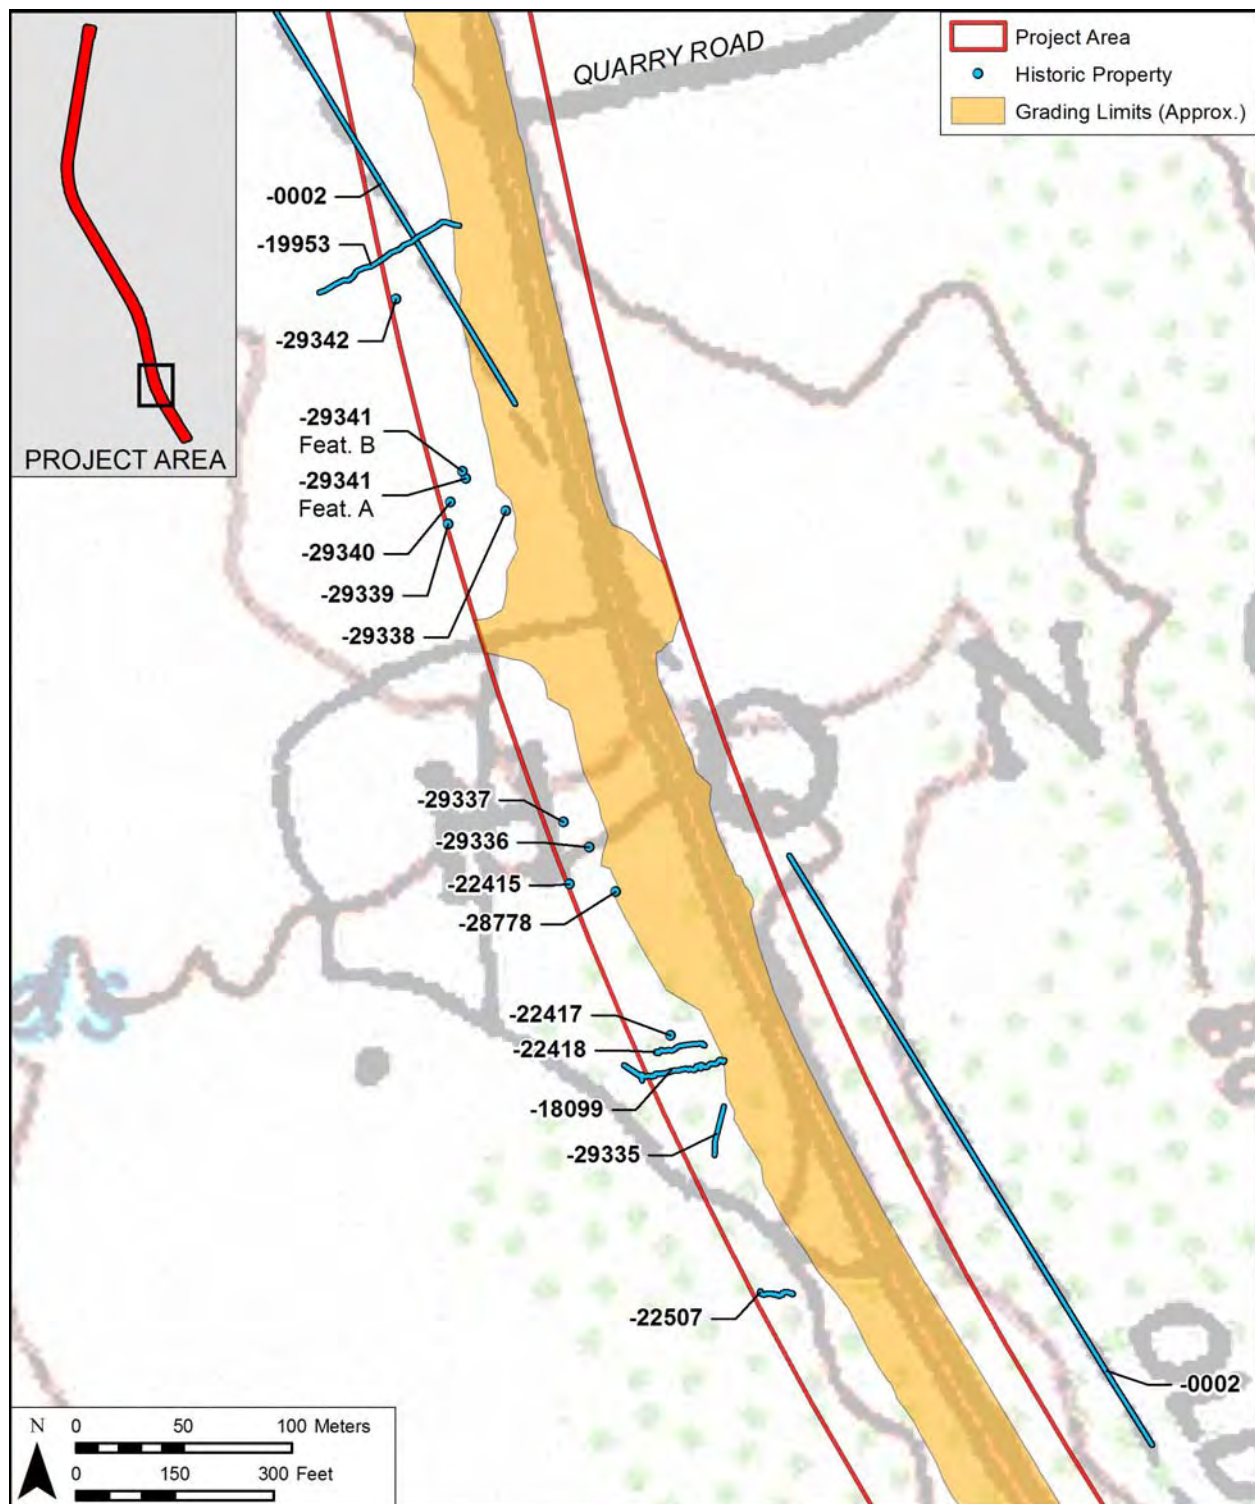 PROJECT AREA
QUARRY ROAD
Project Area
Historic Property
Grading Limits (Approx.)
-0002
-19953
-29342
-29341
Feat. B
-29341
Feat. A
-29340
-29339
-29338
-29337
-29336
-22415
-28778
-22417
-22418
-18099
-29335
-22507
-0002
N
0 50 100 Meters
0 150 300 Feet